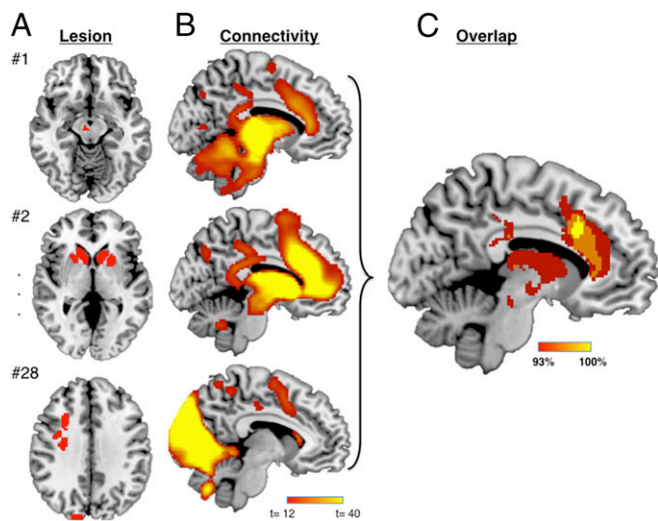 A Lesion
B Connectivity
C Overlap
#1
#2
.
.
.
#28
93% 100%
t= 12 t= 40